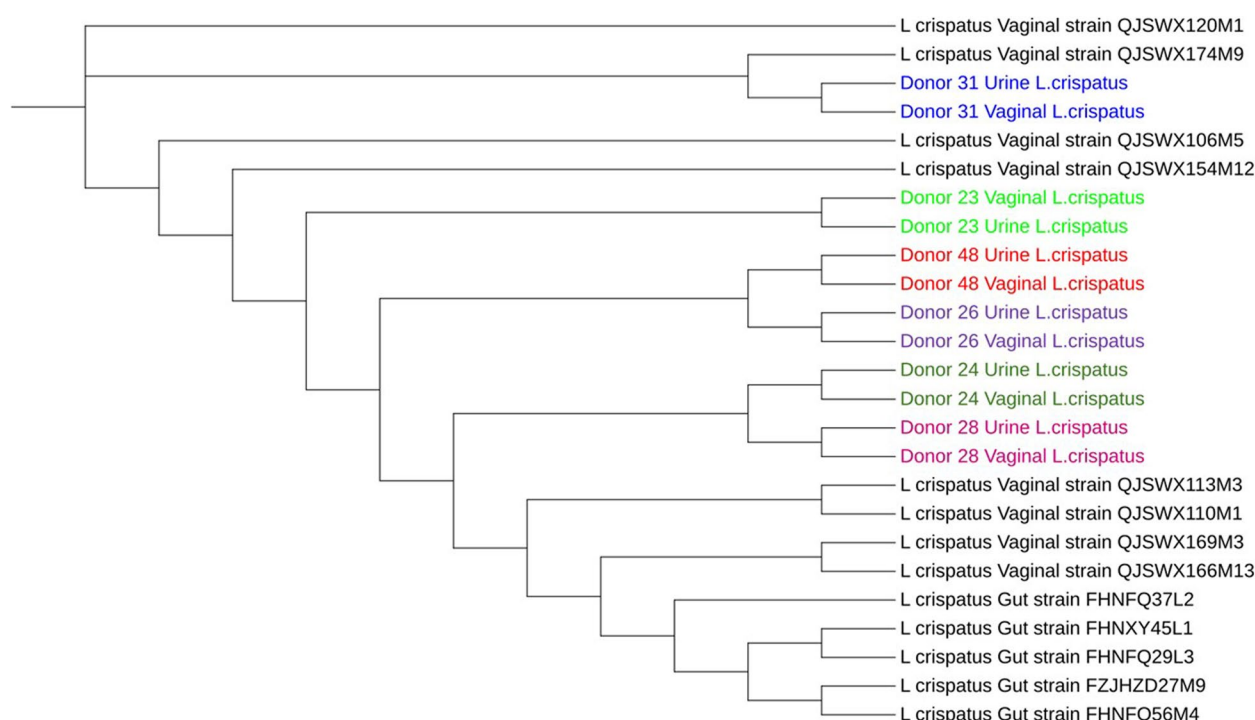 L crispatus Vaginal strain QJSWX120M1
L crispatus Vaginal strain QJSWX174M9
Donor 31 Urine L.crispatus
Donor 31 Vaginal L.crispatus
L crispatus Vaginal strain QJSWX106M5
L crispatus Vaginal strain QJSWX154M12
Donor 23 Vaginal L.crispatus
Donor 23 Urine L.crispatus
Donor 48 Urine L.crispatus
Donor 48 Vaginal L.crispatus
Donor 26 Urine L.crispatus
Donor 26 Vaginal L.crispatus
Donor 24 Urine L.crispatus
Donor 24 Vaginal L.crispatus
Donor 28 Urine L.crispatus
Donor 28 Vaginal L.crispatus
L crispatus Vaginal strain QJSWX113M3
L crispatus Vaginal strain QJSWX110M1
L crispatus Vaginal strain QJSWX169M3
L crispatus Vaginal strain QJSWX166M13
L crispatus Gut strain FHNFQ37L2
L crispatus Gut strain FHNXY45L1
L crispatus Gut strain FHNFQ29L3
L crispatus Gut strain FZJHZD27M9
L crispatus Gut strain FHNFQ56M4